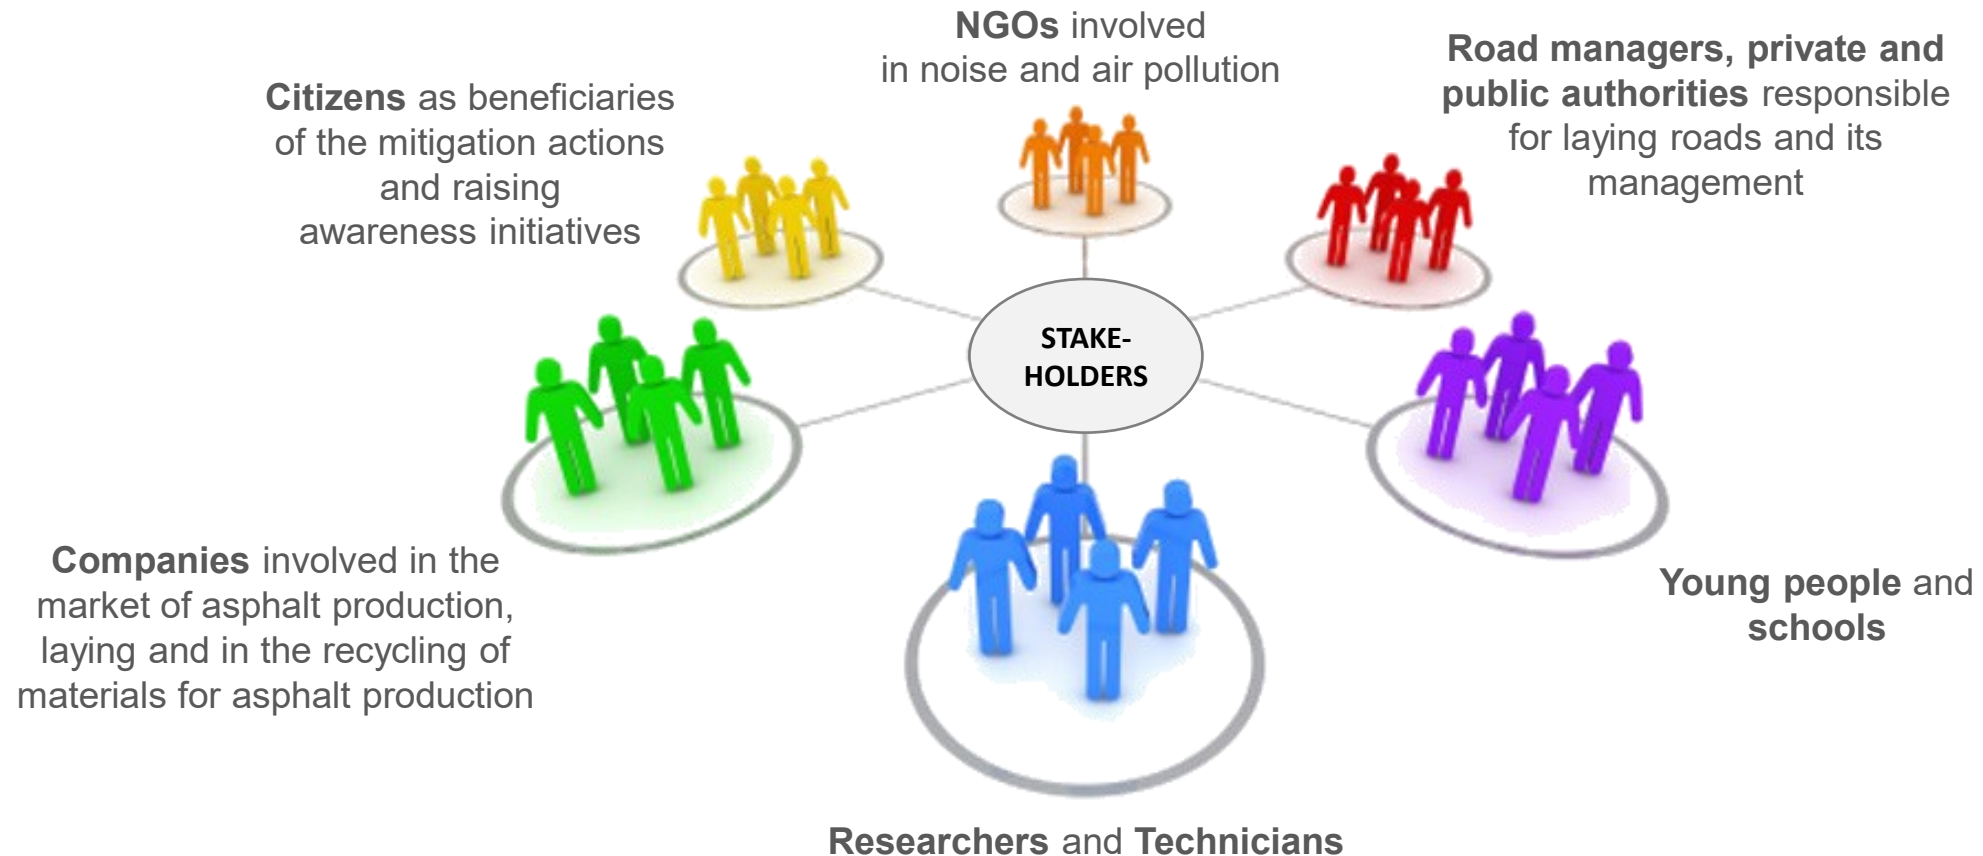 NGOs involved
in noise and air pollution
Road managers, private and
public authorities responsible
for laying roads and its
management
Citizens as beneficiaries
of the mitigation actions
and raising
awareness initiatives
STAKE-
HOLDERS
Companies involved in the
market of asphalt production,
laying and in the recycling of
materials for asphalt production
Young people and
schools
Researchers and Technicians